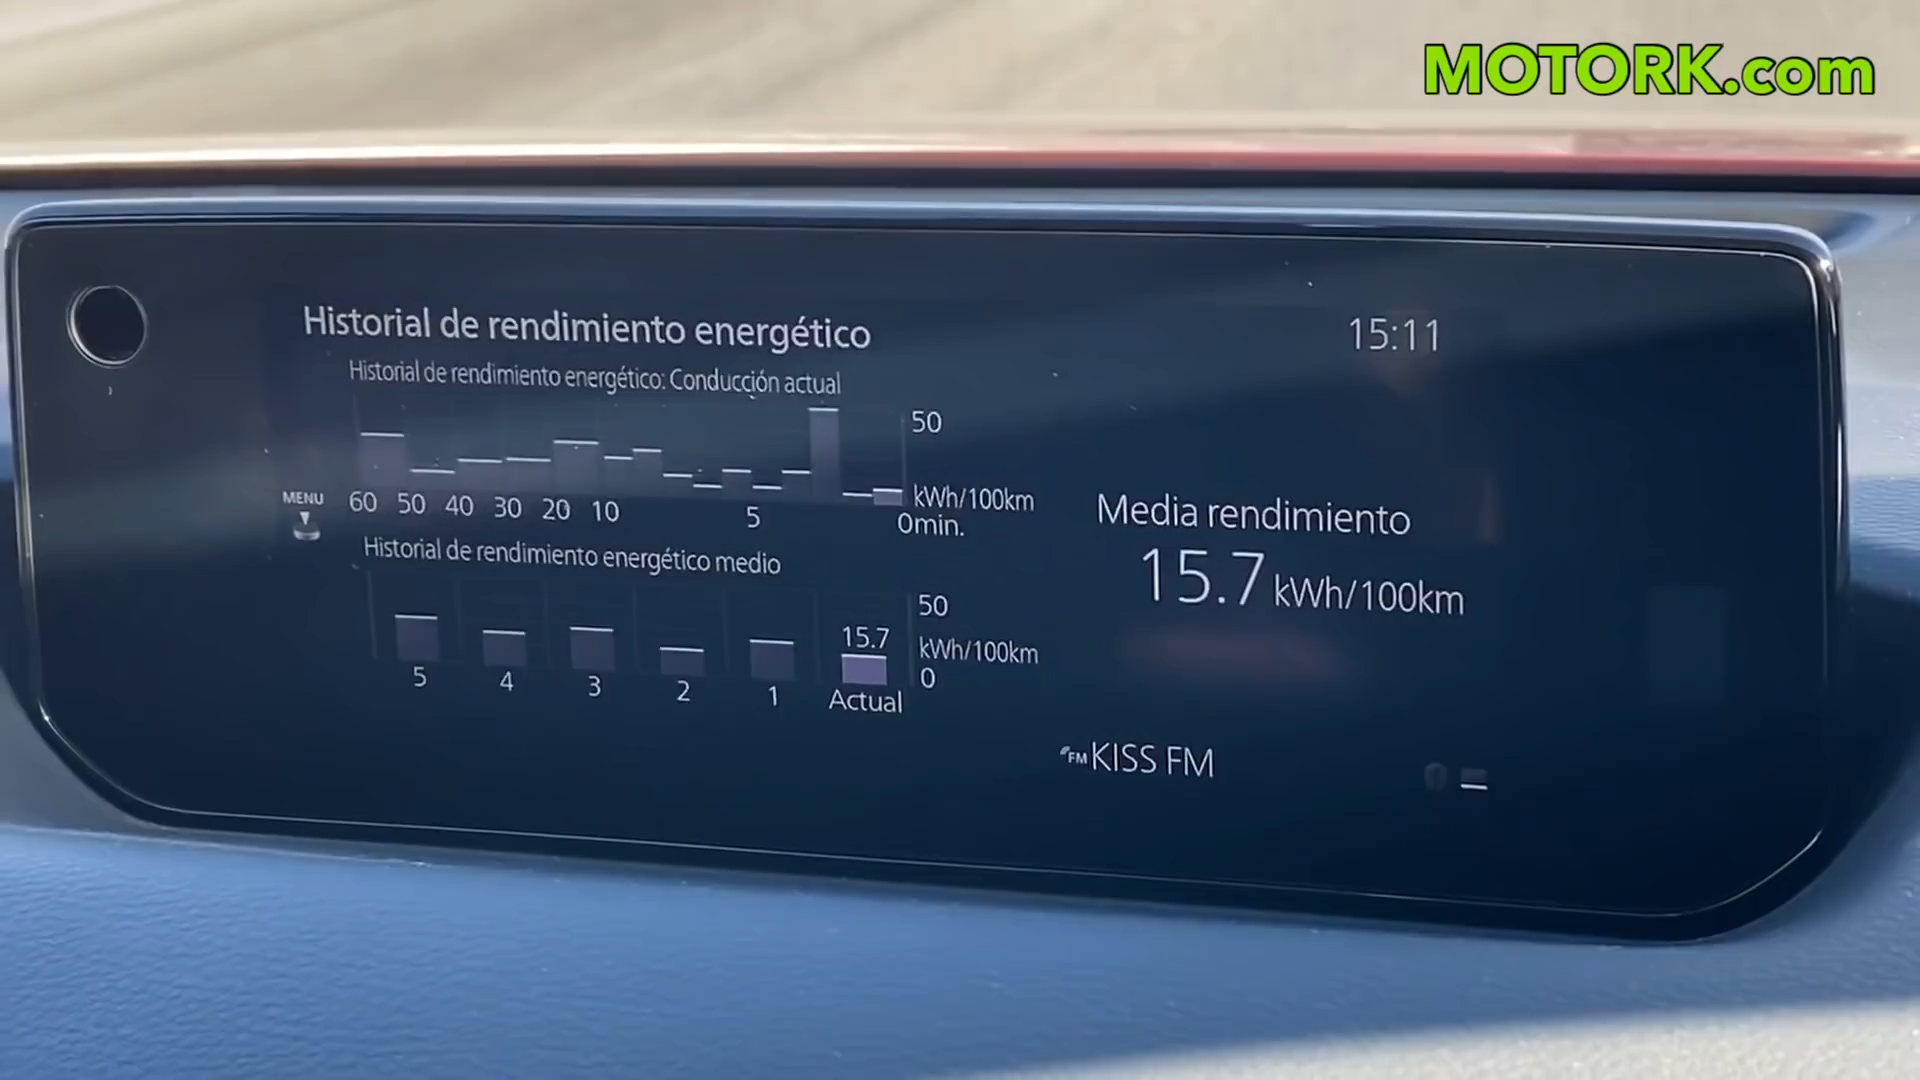 MOTORK.com
Historial de rendimiento energético
15:11
Historial de rendimiento energético: Conducción actual
50
kWh/100km
MENU
60 50 40 30 20 10 5 0min.
Historial de rendimiento energético medio
50
15.7
kWh/100km
0
5 4 3 2 1 Actual
Media rendimiento
15.7 kWh/100km
FM KISS FM